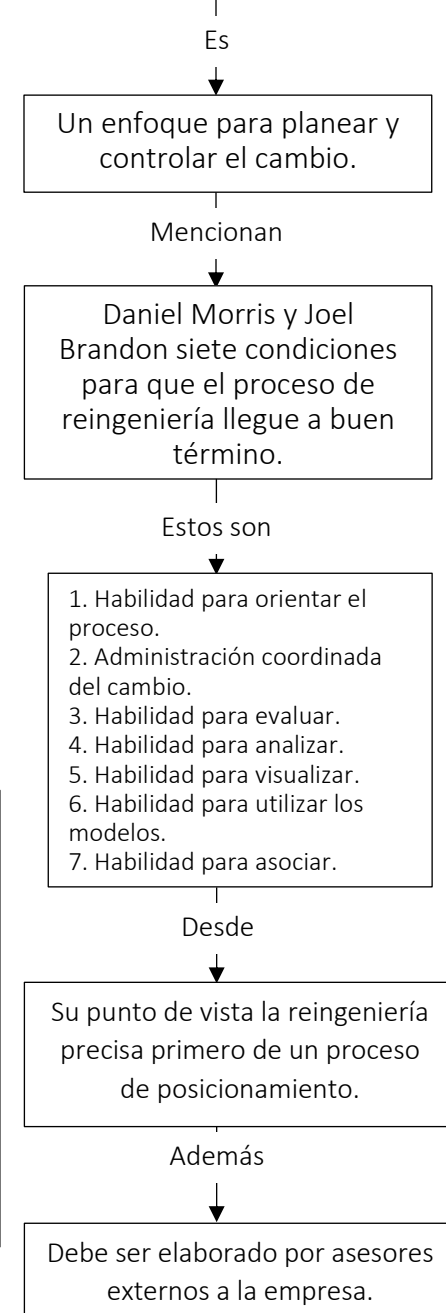 Es
Un enfoque para planear y
controlar el cambio.
Mencionan
Daniel Morris y Joel
Brandon siete condiciones
para que el proceso de
reingeniería llegue a buen
término.
Estos son
1. Habilidad para orientar el
proceso.
2. Administración coordinada
del cambio.
3. Habilidad para evaluar.
4. Habilidad para analizar.
5. Habilidad para visualizar.
6. Habilidad para utilizar los
modelos.
7. Habilidad para asociar.
Desde
Su punto de vista la reingeniería
precisa primero de un proceso
de posicionamiento.
Además
Debe ser elaborado por asesores
externos a la empresa.